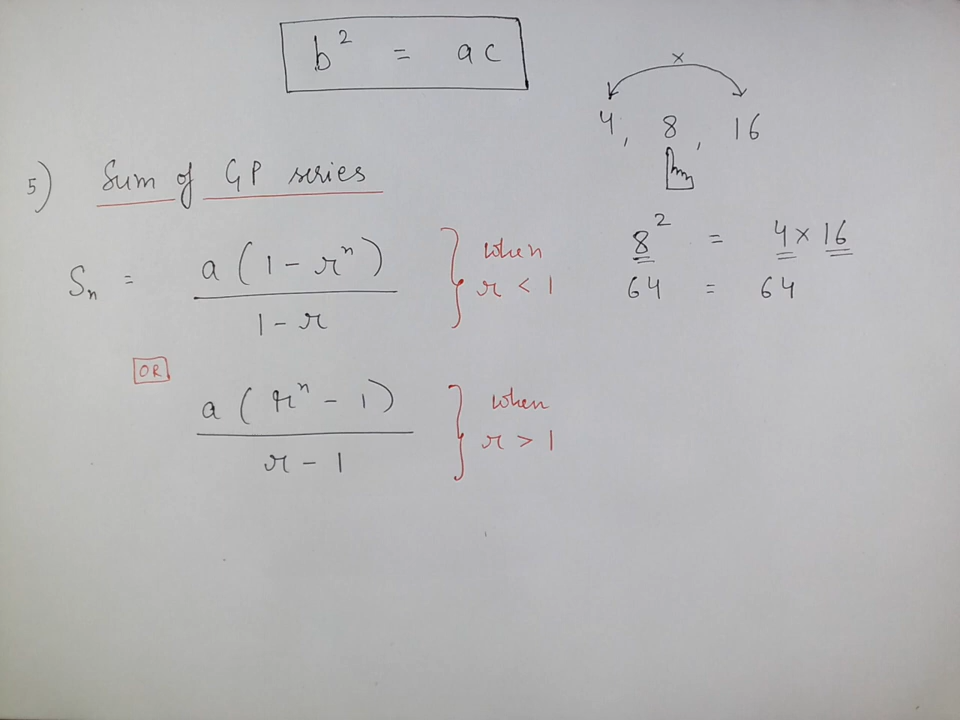 b² = ac
×
4, 8, 16
8² = 4 × 16
64 = 64
5) Sum of GP series
Sₙ = a(1 - rⁿ) / 1 - r } when r < 1
OR
a(rⁿ - 1) / r - 1 } when r > 1